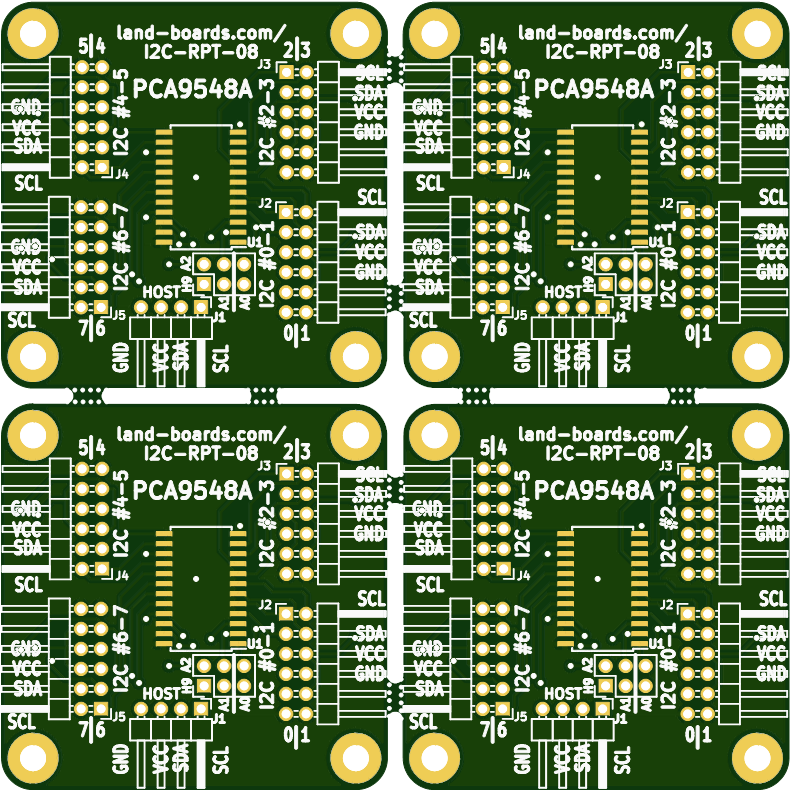 land-boards.com/
I2C-RPT-08
5|4
2|3
J3
PCA9548A
SCL
SDA
VCC
GND
I2C #4-5
I2C #2-3
GND
VCC
SDA
J4
SCL
SCL
J2
I2C #6-7
I2C #0-1
SDA
VCC
GND
U1
GND
VCC
SDA
A2
H9
A1
A0
HOST
SCL
J5
J1
7|6
0|1
GND
VCC
SDA
SCL
land-boards.com/
I2C-RPT-08
5|4
2|3
J3
PCA9548A
SCL
SDA
VCC
GND
I2C #4-5
I2C #2-3
GND
VCC
SDA
J4
SCL
SCL
J2
I2C #6-7
I2C #0-1
SDA
VCC
GND
U1
GND
VCC
SDA
A2
H9
A1
A0
HOST
SCL
J5
J1
7|6
0|1
GND
VCC
SDA
SCL
land-boards.com/
I2C-RPT-08
5|4
2|3
J3
PCA9548A
SCL
SDA
VCC
GND
I2C #4-5
I2C #2-3
GND
VCC
SDA
J4
SCL
SCL
J2
I2C #6-7
I2C #0-1
SDA
VCC
GND
U1
GND
VCC
SDA
A2
H9
A1
A0
HOST
SCL
J5
J1
7|6
0|1
GND
VCC
SDA
SCL
land-boards.com/
I2C-RPT-08
5|4
2|3
J3
PCA9548A
SCL
SDA
VCC
GND
I2C #4-5
I2C #2-3
GND
VCC
SDA
J4
SCL
SCL
J2
I2C #6-7
I2C #0-1
SDA
VCC
GND
U1
GND
VCC
SDA
A2
H9
A1
A0
HOST
SCL
J5
J1
7|6
0|1
GND
VCC
SDA
SCL